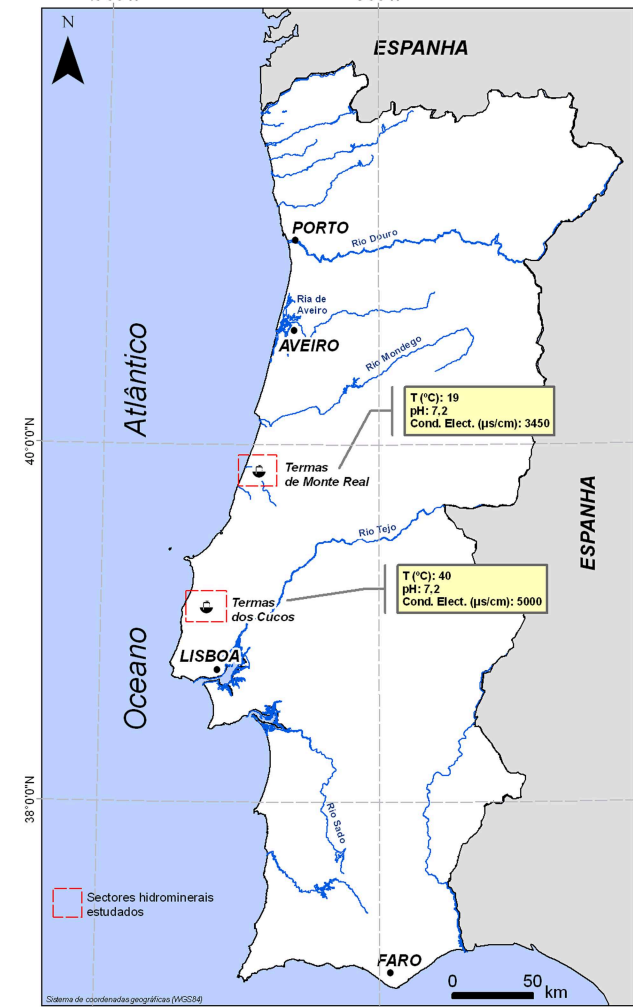 N
ESPANHA
PORTO
Rio Douro
Ria de
Aveiro
AVEIRO
Rio Mondego
Atlântico
T (°C): 19
pH: 7,2
Cond. Elect. (µs/cm): 3450
40°0'0"N
Termas
de Monte Real
ESPANHA
Rio Tejo
T (°C): 40
pH: 7,2
Cond. Elect. (µs/cm): 5000
Termas
dos Cucos
LISBOA
Oceano
38°0'0"N
Rio Sado
Sectores hidrominerais
estudados
FARO
0 50
km
Sistema de coordenadas geográficas (WGS84)